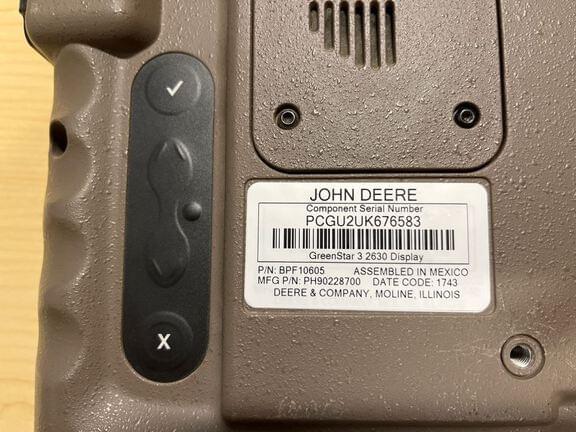 JOHN DEERE
Component Serial Number
PCGU2UK676583
GreenStar 3 2630 Display
P/N: BPF10605 ASSEMBLED IN MEXICO
MFG P/N: PH90228700 DATE CODE: 1743
DEERE & COMPANY, MOLINE, ILLINOIS
X